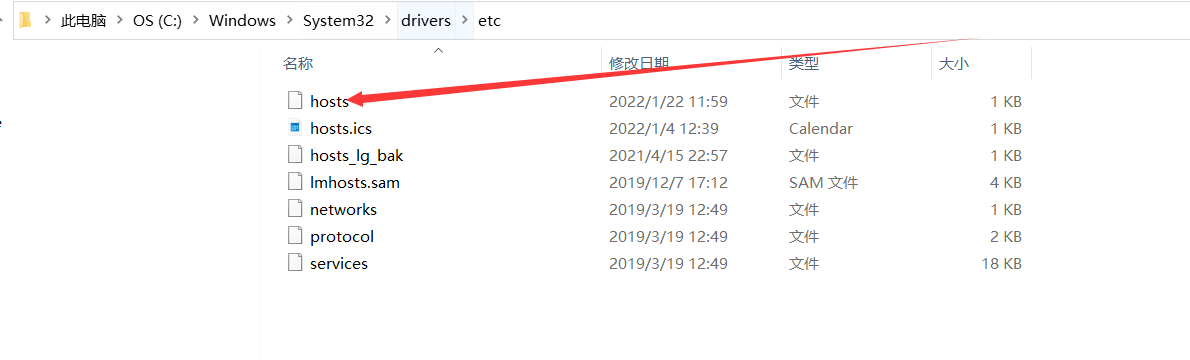 此电脑 > OS (C:) > Windows > System32 > drivers > etc
名称 修改日期 类型 大小
hosts 2022/1/22 11:59 文件 1 KB
hosts.ics 2022/1/4 12:39 Calendar 1 KB
hosts_lg_bak 2021/4/15 22:57 文件 1 KB
lmhosts.sam 2019/12/7 17:12 SAM 文件 4 KB
networks 2019/3/19 12:49 文件 1 KB
protocol 2019/3/19 12:49 文件 2 KB
services 2019/3/19 12:49 文件 18 KB